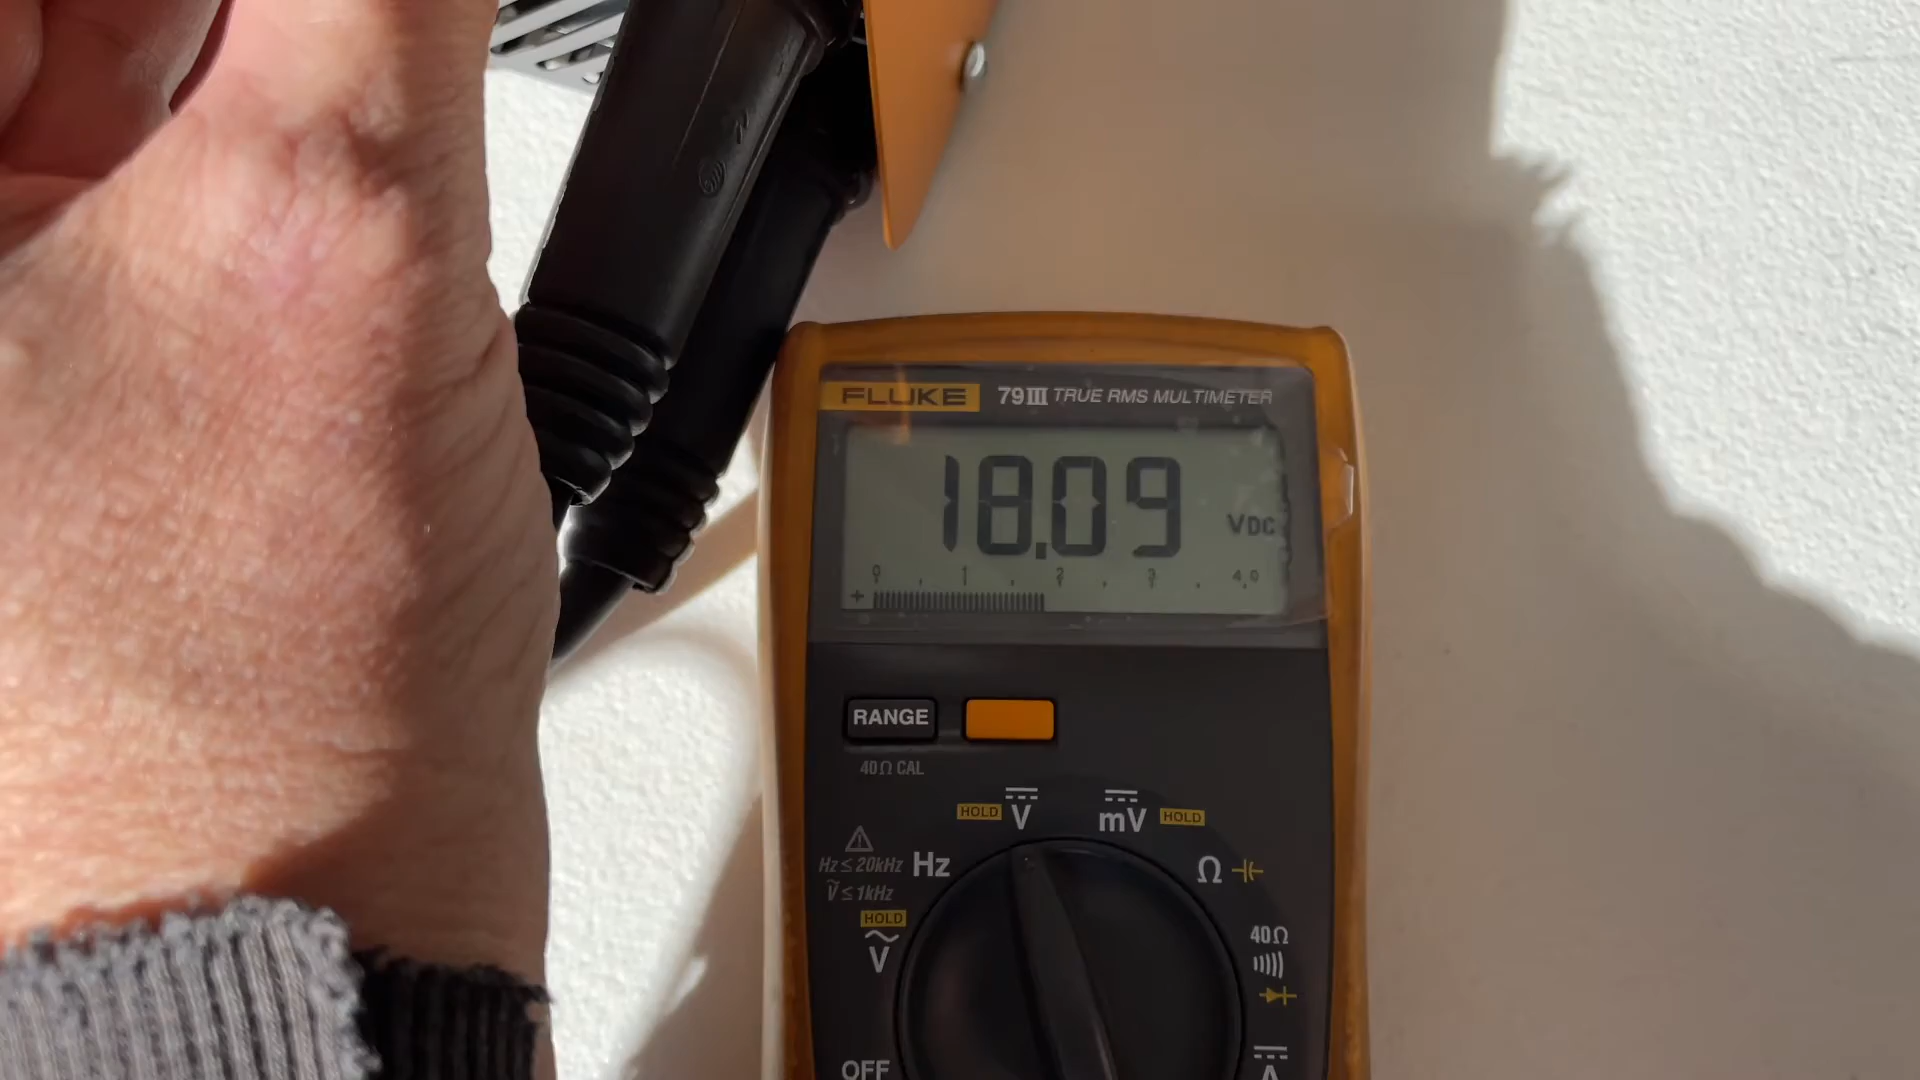 FLUKE 79III TRUE RMS MULTIMETER
18.09 VDC
0 1 2 3 4.0
+
RANGE
40Ω CAL
HOLD V mV HOLD
Hz≤20kHz Hz Ω
Ṽ≤1kHz
HOLD
V
40Ω
OFF A